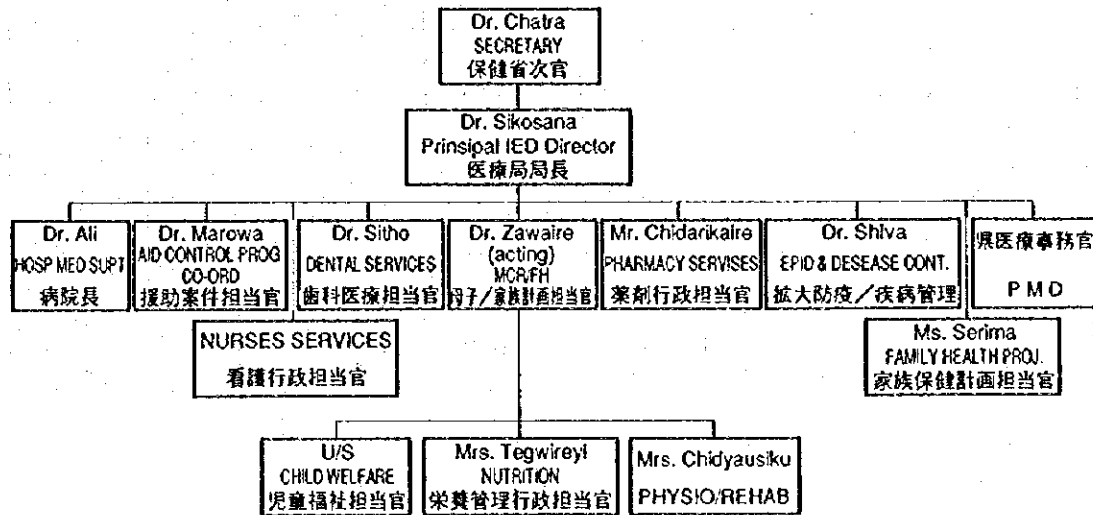 Dr. Chatra
SECRETARY
保健省次官
Dr. Sikosana
Prinsipal IED Director
医療局局長
Dr. Ali
HOSP MED SUPT
病院長
Dr. Marowa
AID CONTROL PROG
CO-ORD
援助案件担当官
Dr. Sitho
DENTAL SERVICES
歯科医療担当官
Dr. Zawaire
(acting)
MCR/FH
母子/家族計画担当官
Mr. Chidarikaire
PHARMACY SERVISES
薬剤行政担当官
Dr. Shiva
EPID & DESEASE CONT.
拡大防疫/疾病管理
県医療事務官
PMD
NURSES SERVICES
看護行政担当官
Ms. Serima
FAMILY HEALTH PROJ.
家族保健計画担当官
U/S
CHILD WELFARE
児童福祉担当官
Mrs. Tegwireyi
NUTRITION
栄養管理行政担当官
Mrs. Chidyausiku
PHYSIO/REHAB